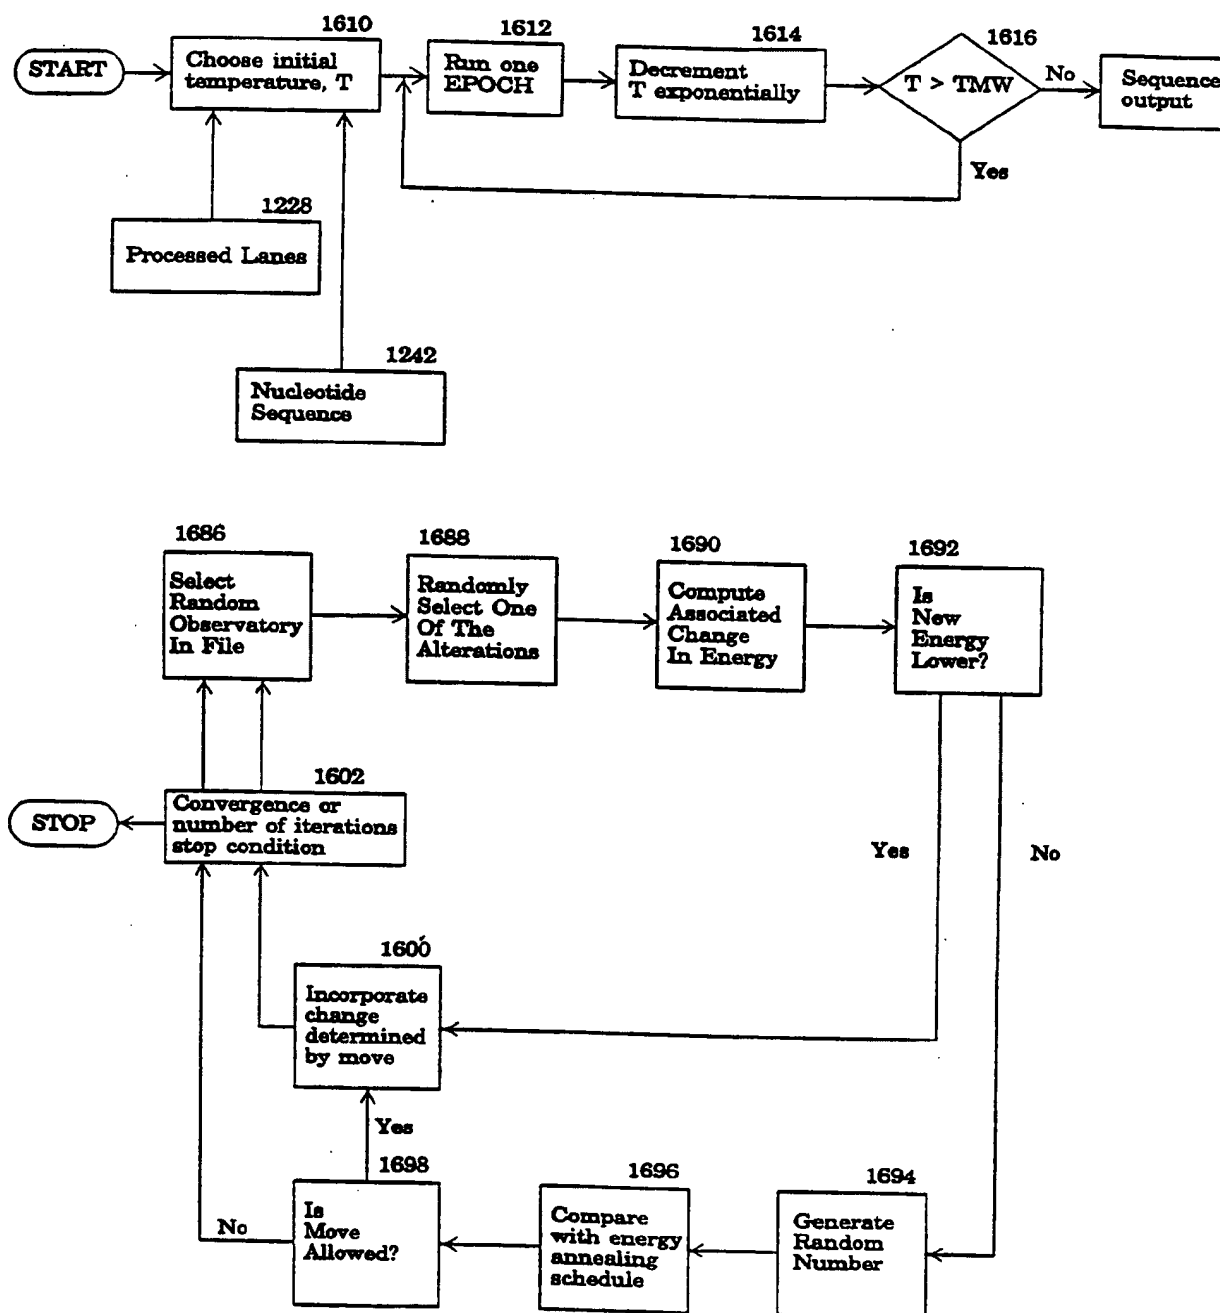 1610
START
Choose initial
temperature, T
1612
Run one
EPOCH
1614
Decrement
T exponentially
1616
T > TMW
No
Sequence
output
Yes
1228
Processed Lanes
1242
Nucleotide
Sequence
1686
Select
Random
Observatory
In File
1688
Randomly
Select One
Of The
Alterations
1690
Compute
Associated
Change
In Energy
1692
Is
New
Energy
Lower?
1602
STOP
Convergence or
number of iterations
stop condition
Yes
No
1600
Incorporate
change
determined
by move
Yes
1698
Is
Move
Allowed?
No
1696
Compare
with energy
annealing
schedule
1694
Generate
Random
Number